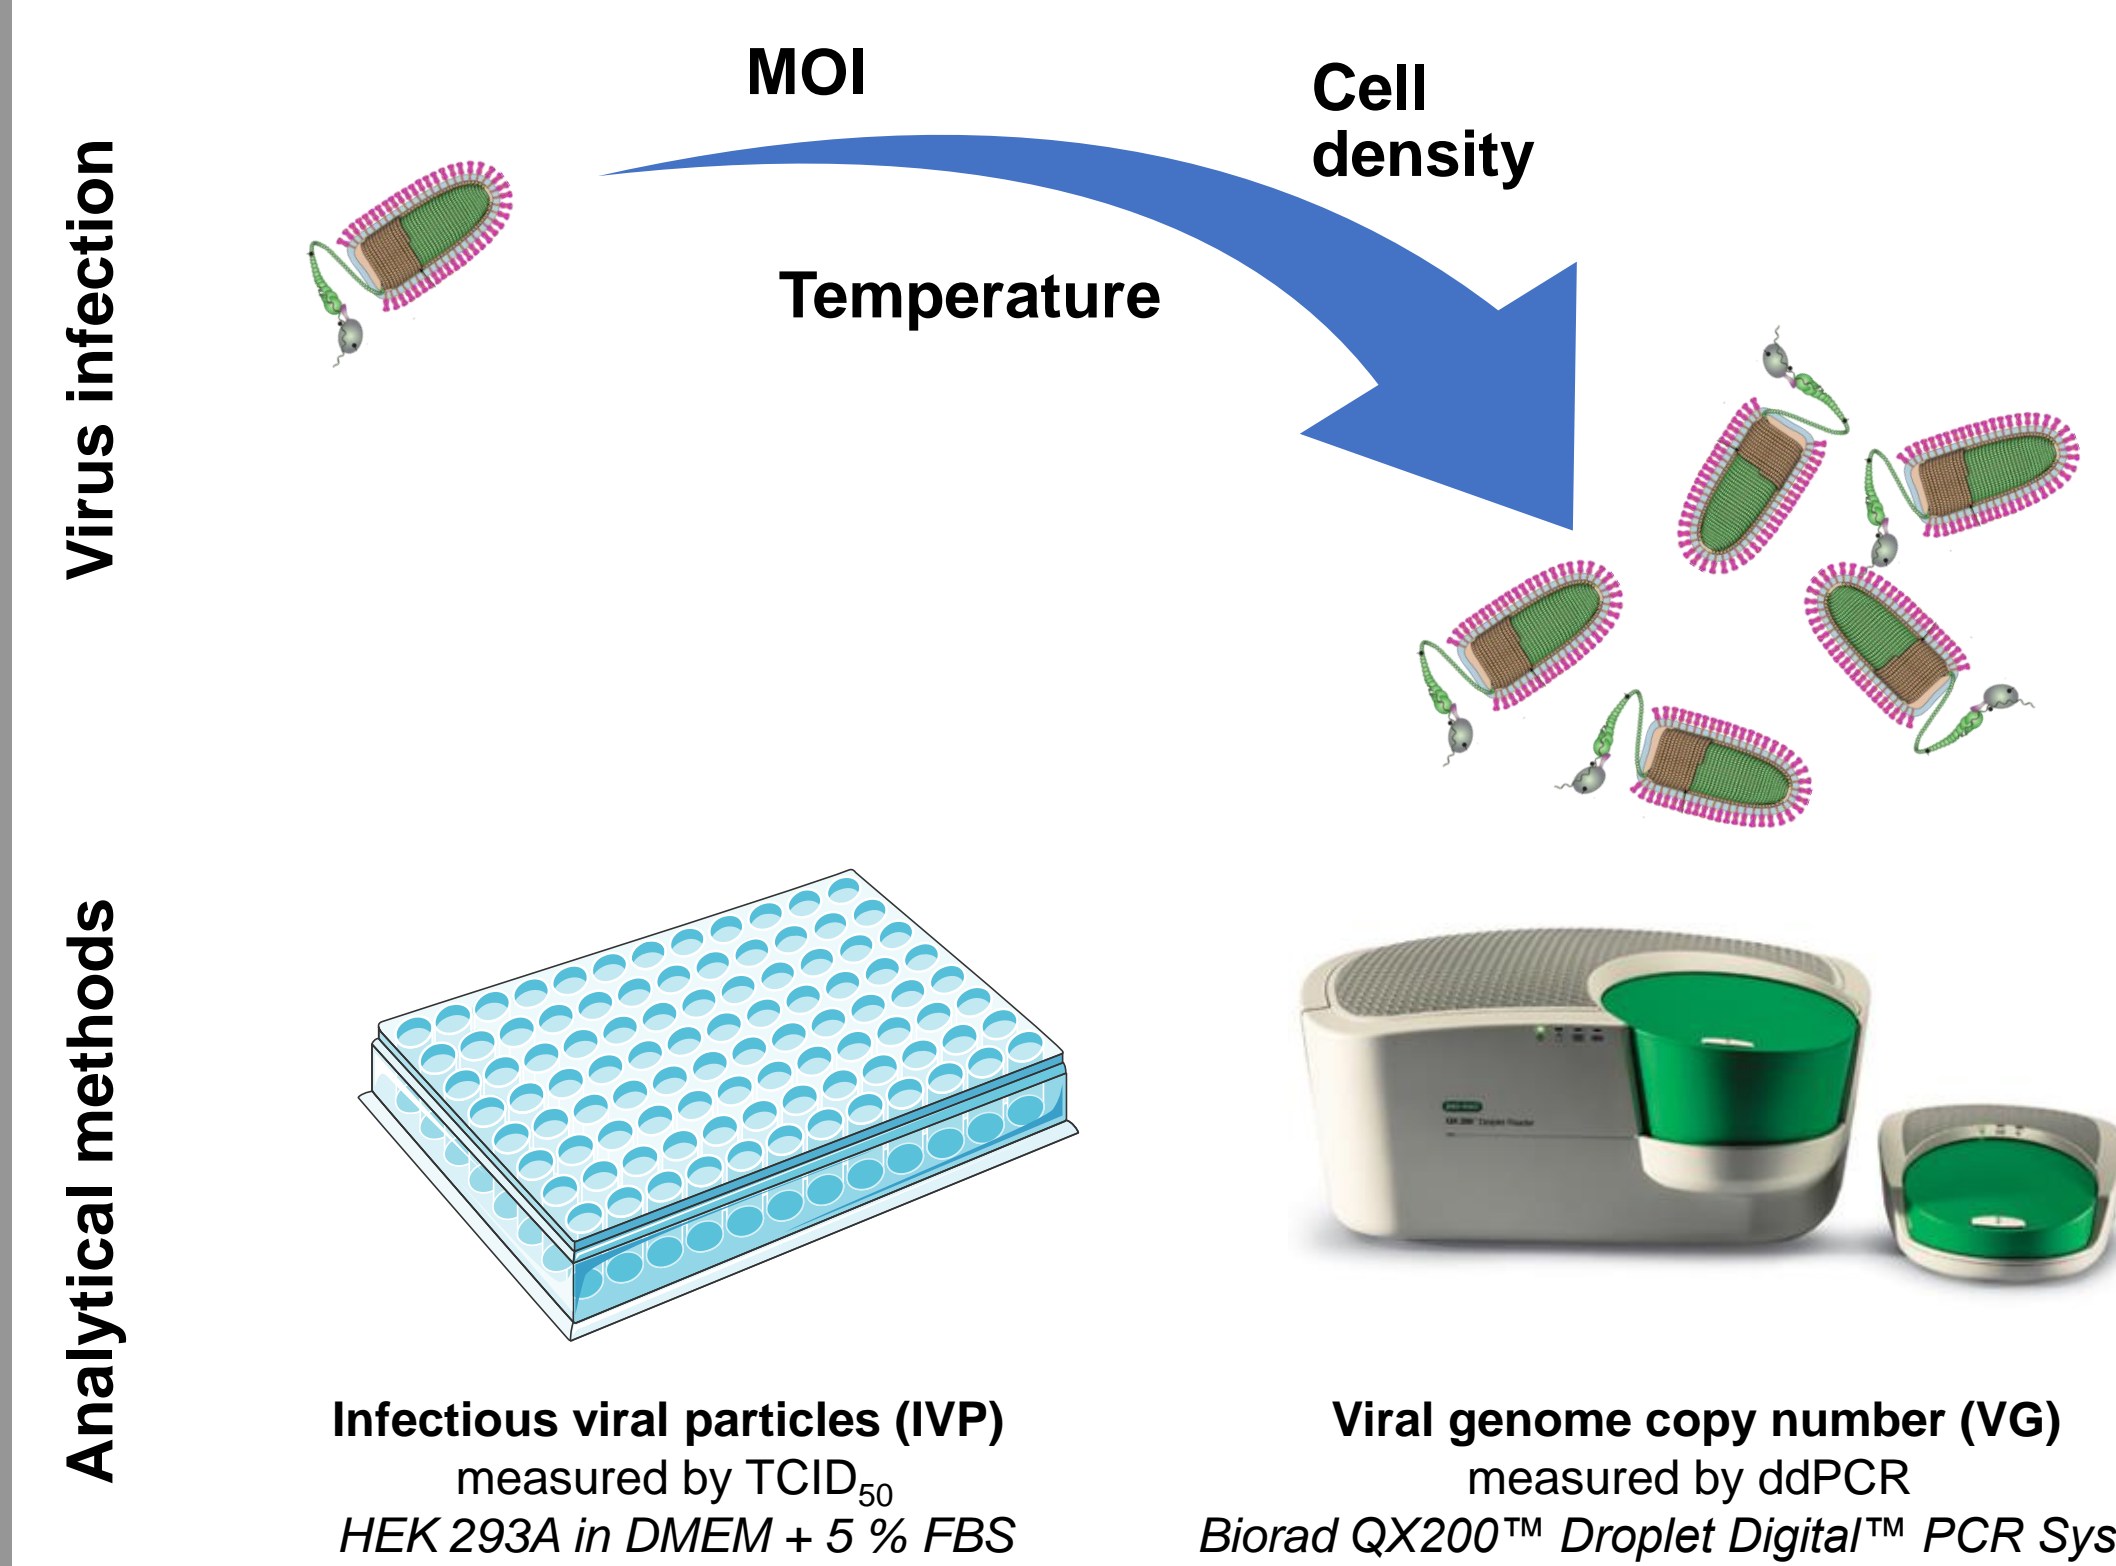 Virus infection
MOI
Cell
density
Temperature
Analytical methods
Infectious viral particles (IVP)
measured by TCID50
HEK 293A in DMEM + 5 % FBS
Viral genome copy number (VG)
measured by ddPCR
Biorad QX200™ Droplet Digital™ PCR Sys